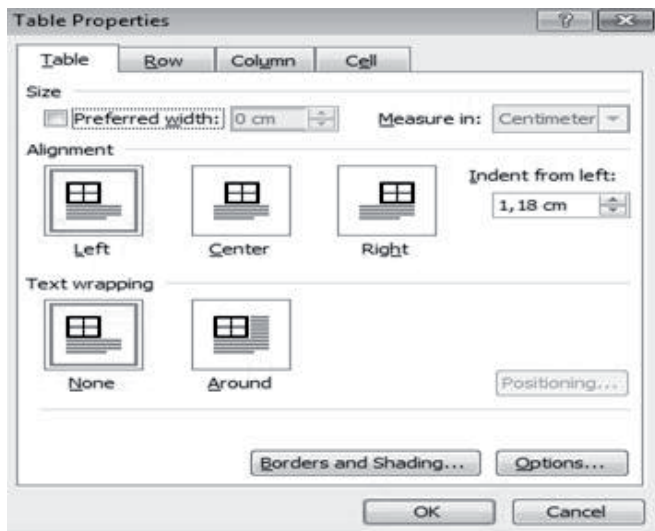 Table Properties
Table Row Column Cell
Size
Preferred width: 0 cm Measure in: Centimeter
Alignment
Indent from left:
1,18 cm
Left Center Right
Text wrapping
None Around Positioning...
Borders and Shading... Options...
OK Cancel